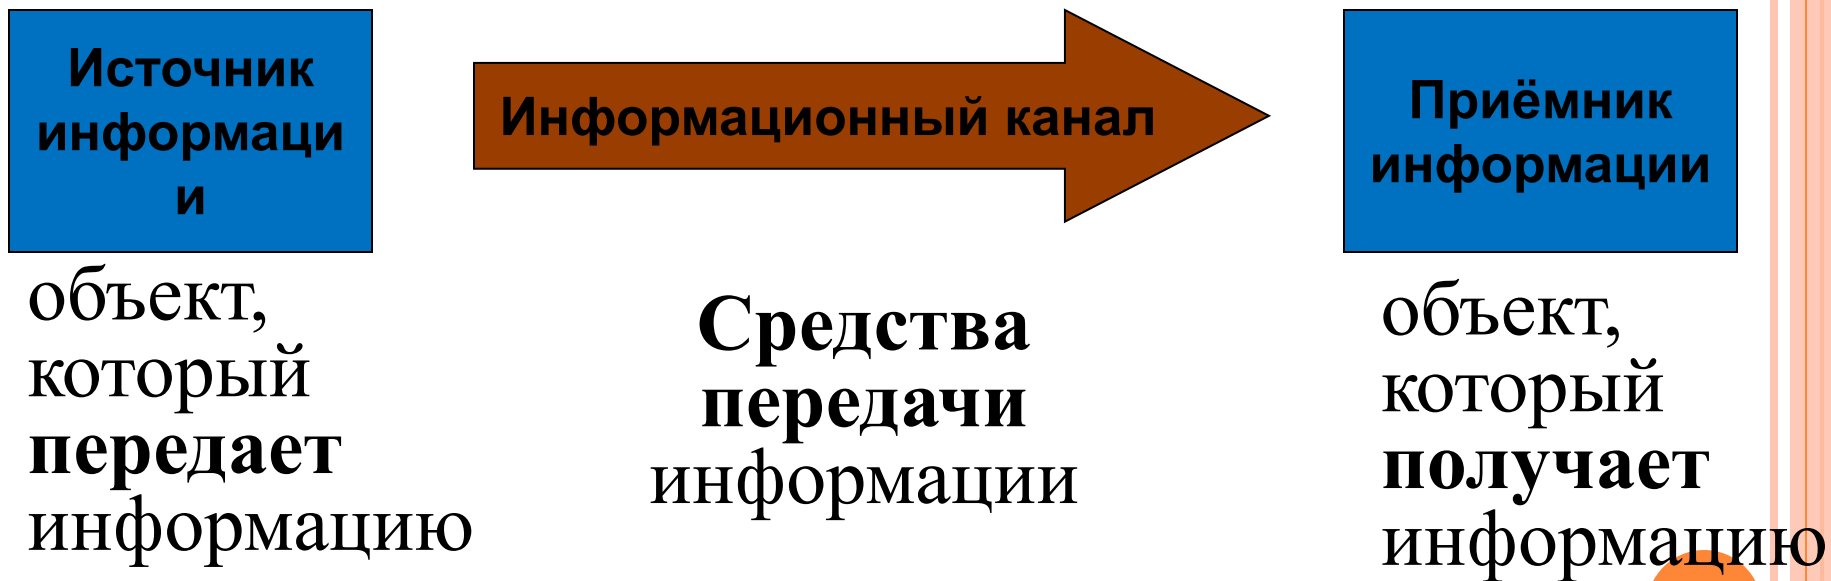 Источник
информаци
и
Информационный канал
Приёмник
информации
объект,
который
передает
информацию
Средства
передачи
информации
объект,
который
получает
информацию